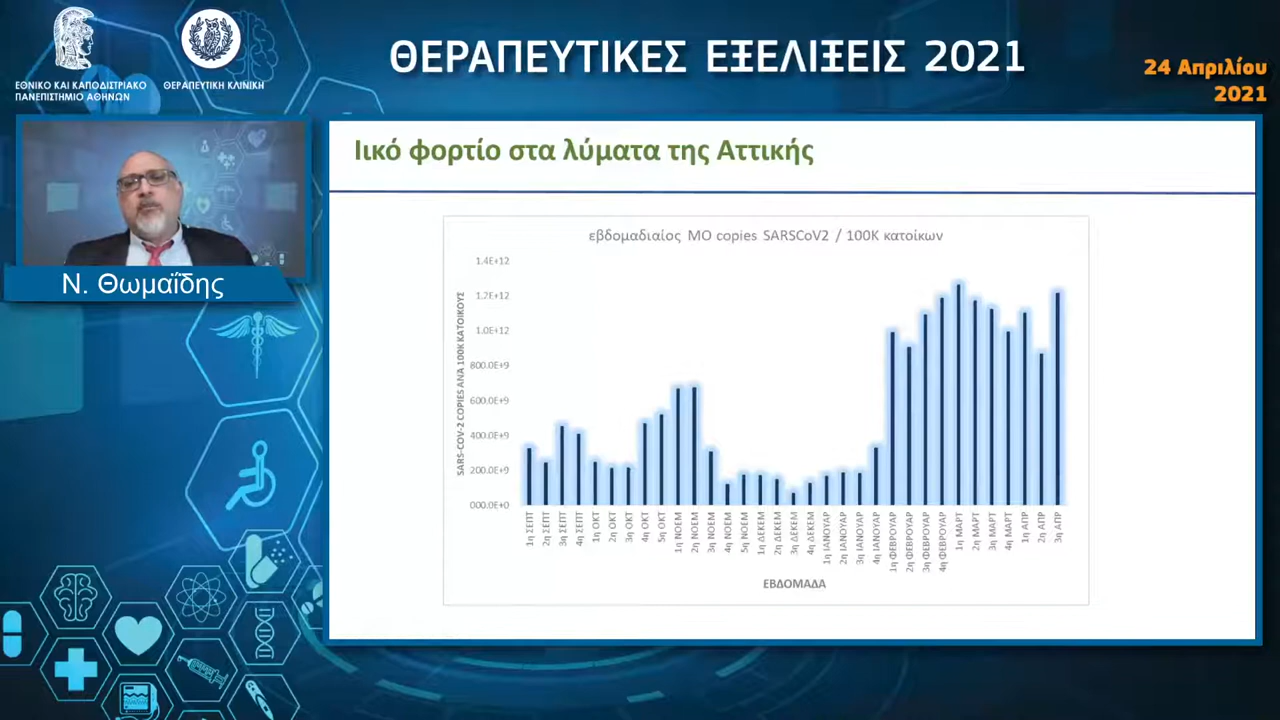 ΕΘΝΙΚΟ ΚΑΙ ΚΑΠΟΔΙΣΤΡΙΑΚΟ
ΠΑΝΕΠΙΣΤΗΜΙΟ ΑΘΗΝΩΝ
ΘΕΡΑΠΕΥΤΙΚΗ ΚΛΙΝΙΚΗ
ΘΕΡΑΠΕΥΤΙΚΕΣ ΕΞΕΛΙΞΕΙΣ 2021
24 Απριλίου
2021
Ν. Θωμαΐδης
Ιικό φορτίο στα λύματα της Αττικής
εβδομαδιαίος ΜΟ copies SARSCoV2 / 100K κατοίκων
SARS-COV-2 COPIES ΑΝΑ 100Κ ΚΑΤΟΙΚΟΥΣ
1.4E+12
1.2E+12
1.0E+12
800.0E+9
600.0E+9
400.0E+9
200.0E+9
000.0E+0
1η ΣΕΠΤ
2η ΣΕΠΤ
3η ΣΕΠΤ
4η ΣΕΠΤ
1η ΟΚΤ
2η ΟΚΤ
3η ΟΚΤ
4η ΟΚΤ
5η ΟΚΤ
1η ΝΟΕΜ
2η ΝΟΕΜ
3η ΝΟΕΜ
4η ΝΟΕΜ
5η ΝΟΕΜ
1η ΔΕΚΕΜ
2η ΔΕΚΕΜ
3η ΔΕΚΕΜ
4η ΔΕΚΕΜ
1η ΙΑΝΟΥΑΡ
2η ΙΑΝΟΥΑΡ
3η ΙΑΝΟΥΑΡ
4η ΙΑΝΟΥΑΡ
1η ΦΕΒΡΟΥΑΡ
2η ΦΕΒΡΟΥΑΡ
3η ΦΕΒΡΟΥΑΡ
4η ΦΕΒΡΟΥΑΡ
1η ΜΑΡΤ
2η ΜΑΡΤ
3η ΜΑΡΤ
4η ΜΑΡΤ
1η ΑΠΡ
2η ΑΠΡ
3η ΑΠΡ
ΕΒΔΟΜΑΔΑ